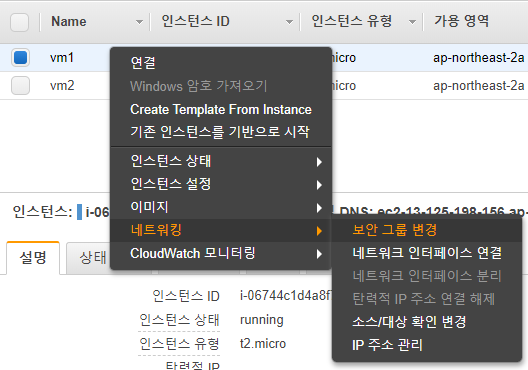 Name 인스턴스 ID 인스턴스 유형 가용 영역
vm1 micro ap-northeast-2a
vm2 micro ap-northeast-2a
연결
Windows 암호 가져오기
Create Template From Instance
기존 인스턴스를 기반으로 시작
인스턴스 상태
인스턴스 설정
이미지
네트워킹
CloudWatch 모니터링
보안 그룹 변경
네트워크 인터페이스 연결
네트워크 인터페이스 분리
탄력적 IP 주소 연결 해제
소스/대상 확인 변경
IP 주소 관리
인스턴스: i-06 DNS: ec2-13-125-198-156.ap-
설명 상태
인스턴스 ID i-06744c1d4a8f
인스턴스 상태 running
인스턴스 유형 t2.micro
탄력적 IP